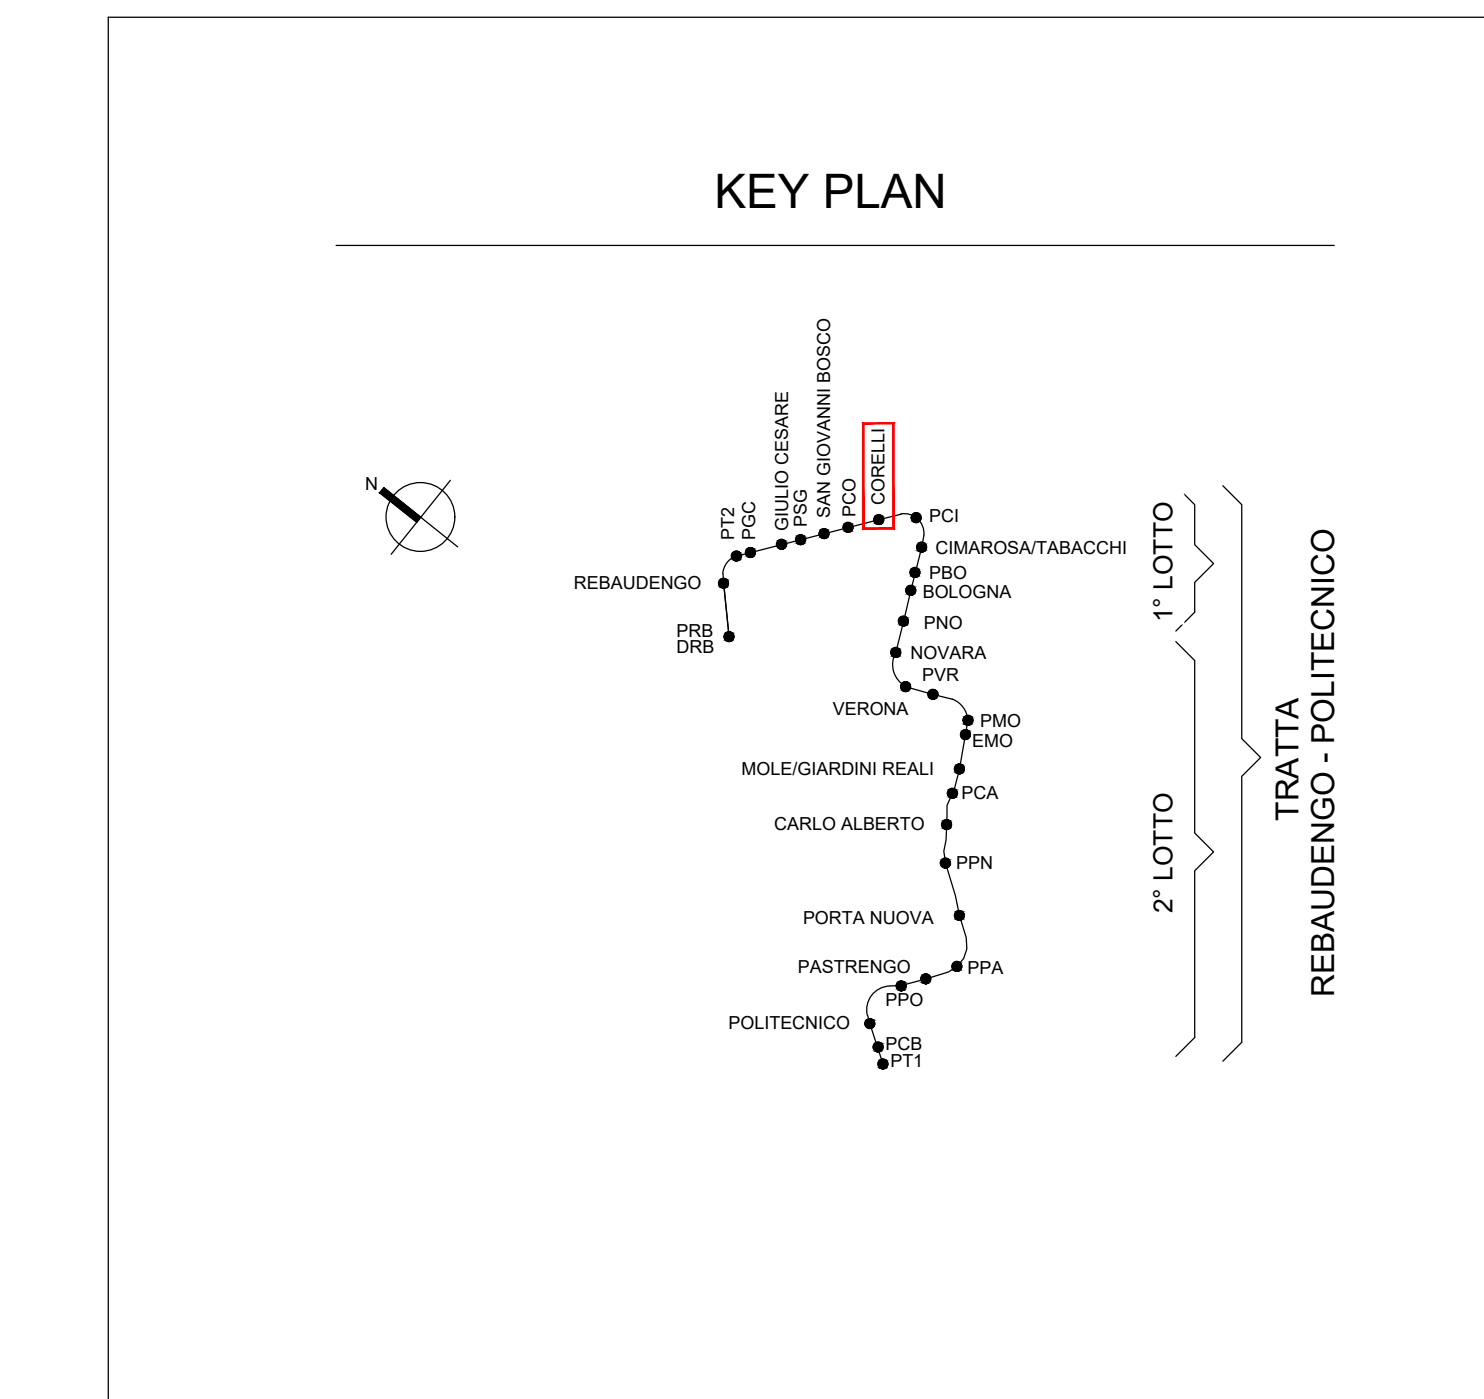 KEY PLAN
N
PT2
PGC
GIULIO CESARE
PSG
SAN GIOVANNI BOSCO
PCO
CORELLI
PCI
CIMAROSA/TABACCHI
REBAUDENGO
PBO
BOLOGNA
PRB
DRB
PNO
NOVARA
PVR
VERONA
PMO
EMO
MOLE/GIARDINI REALI
PCA
CARLO ALBERTO
PPN
PORTA NUOVA
PASTRENGO
PPA
PPO
POLITECNICO
PCB
PT1
1° LOTTO
2° LOTTO
TRATTA
REBAUDENGO - POLITECNICO